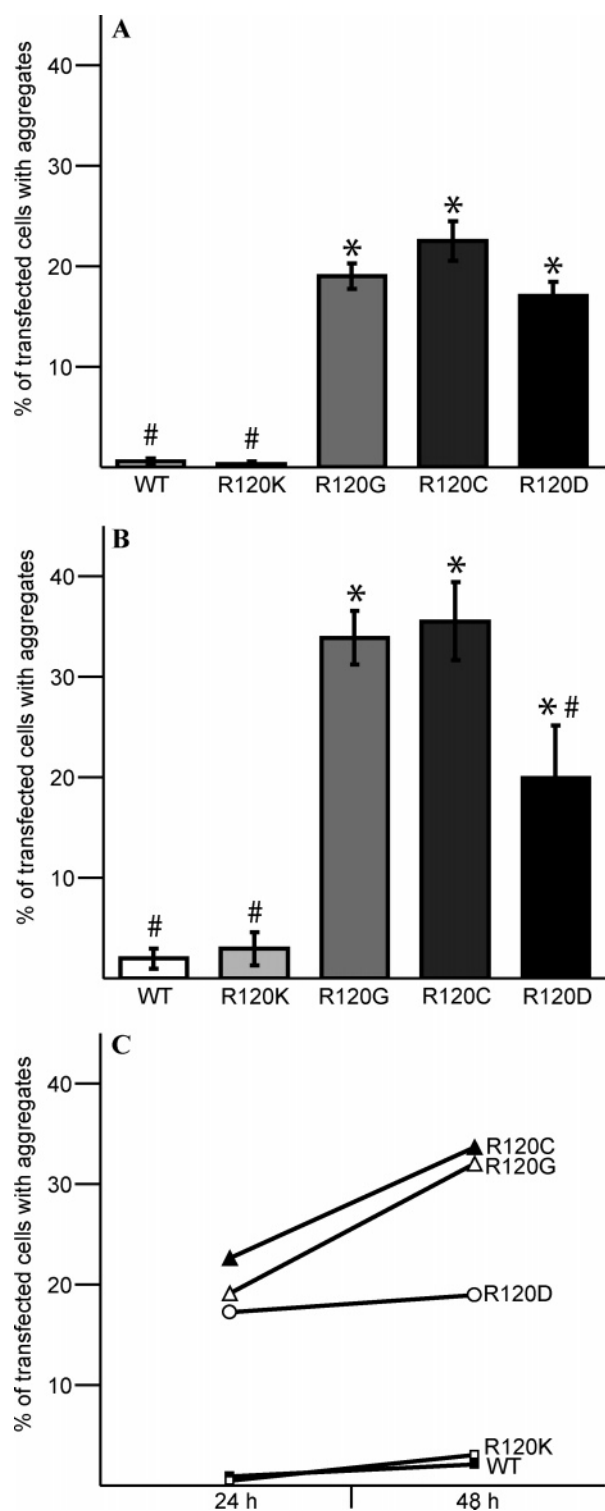 A
% of transfected cells with aggregates
40
30
20
10
# # * * *
WT R120K R120G R120C R120D
B
% of transfected cells with aggregates
40
30
20
10
# # * * * #
WT R120K R120G R120C R120D
C
% of transfected cells with aggregates
40
30
20
10
R120C
R120G
R120D
R120K
WT
24 h 48 h